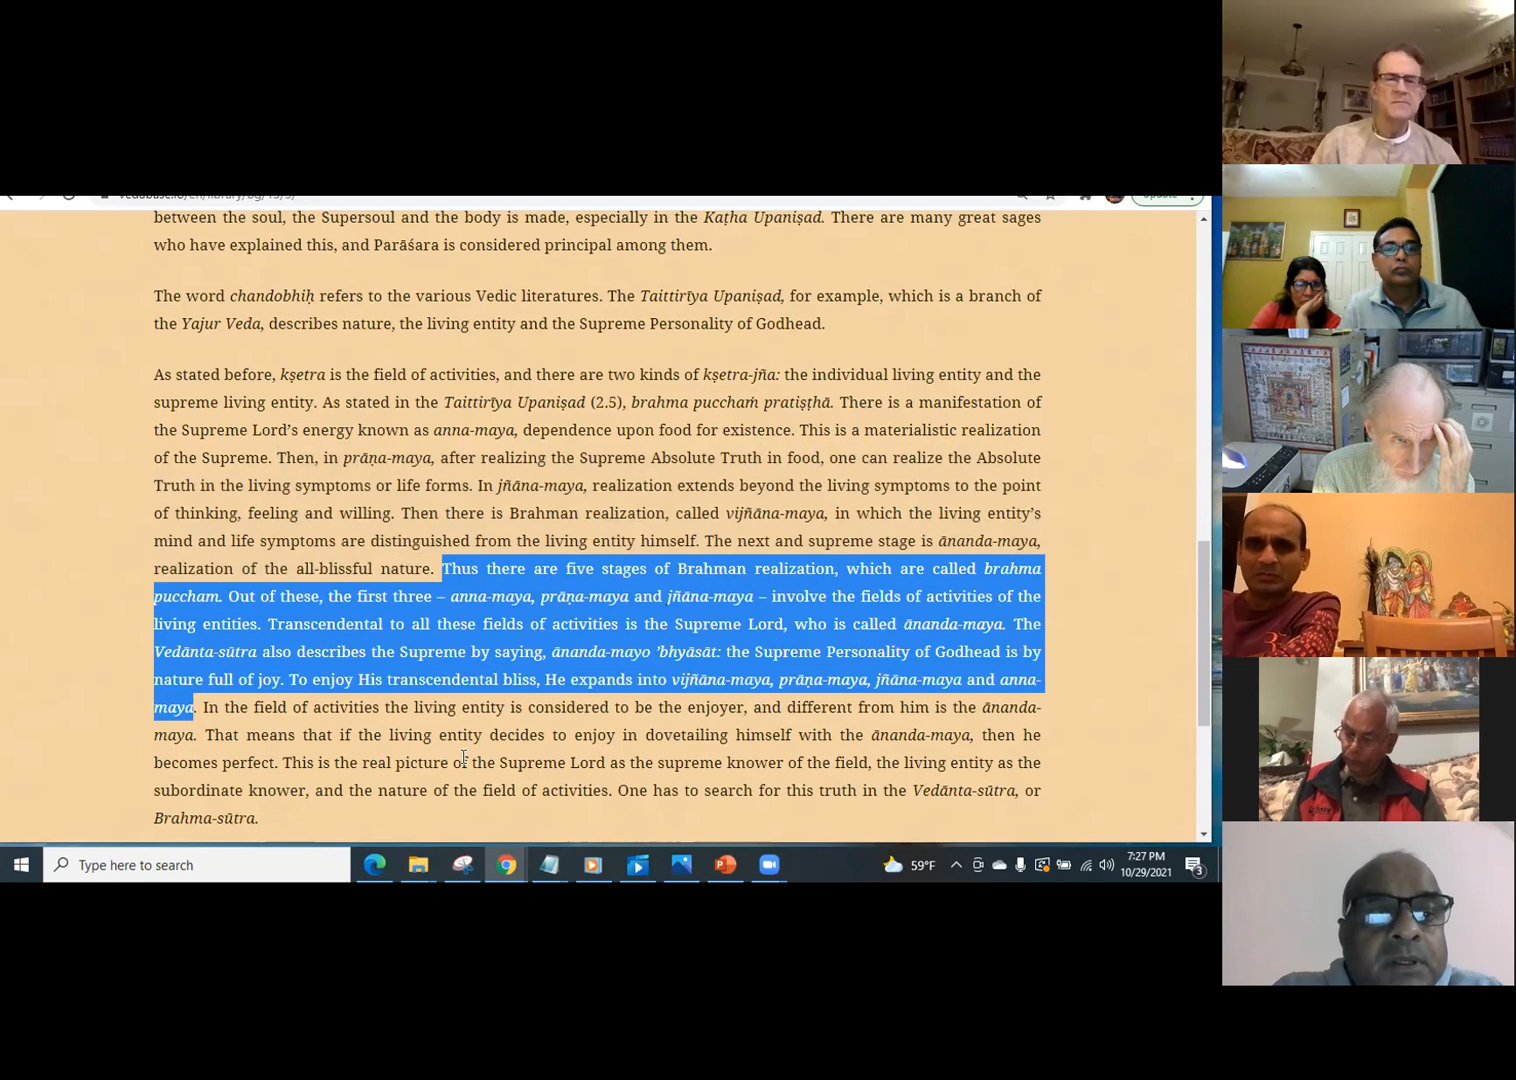 between the soul, the Supersoul and the body is made, especially in the Kaṭha Upaniṣad. There are many great sages
who have explained this, and Parāśara is considered principal among them.
The word chandobhiḥ refers to the various Vedic literatures. The Taittirīya Upaniṣad, for example, which is a branch of
the Yajur Veda, describes nature, the living entity and the Supreme Personality of Godhead.
As stated before, kṣetra is the field of activities, and there are two kinds of kṣetra-jña: the individual living entity and the
supreme living entity. As stated in the Taittirīya Upaniṣad (2.5), brahma pucchaṁ pratiṣṭhā. There is a manifestation of
the Supreme Lord’s energy known as anna-maya, dependence upon food for existence. This is a materialistic realization
of the Supreme. Then, in prāṇa-maya, after realizing the Supreme Absolute Truth in food, one can realize the Absolute
Truth in the living symptoms or life forms. In jñāna-maya, realization extends beyond the living symptoms to the point
of thinking, feeling and willing. Then there is Brahman realization, called vijñāna-maya, in which the living entity’s
mind and life symptoms are distinguished from the living entity himself. The next and supreme stage is ānanda-maya,
realization of the all-blissful nature. Thus there are five stages of Brahman realization, which are called brahma
puccham. Out of these, the first three – anna-maya, prāṇa-maya and jñāna-maya – involve the fields of activities of the
living entities. Transcendental to all these fields of activities is the Supreme Lord, who is called ānanda-maya. The
Vedānta-sūtra also describes the Supreme by saying, ānanda-mayo ’bhyāsāt: the Supreme Personality of Godhead is by
nature full of joy. To enjoy His transcendental bliss, He expands into vijñāna-maya, prāṇa-maya, jñāna-maya and anna-
maya. In the field of activities the living entity is considered to be the enjoyer, and different from him is the ānanda-
maya. That means that if the living entity decides to enjoy in dovetailing himself with the ānanda-maya, then he
becomes perfect. This is the real picture of the Supreme Lord as the supreme knower of the field, the living entity as the
subordinate knower, and the nature of the field of activities. One has to search for this truth in the Vedānta-sūtra, or
Brahma-sūtra.
Type here to search
59°F
7:27 PM
10/29/2021
3